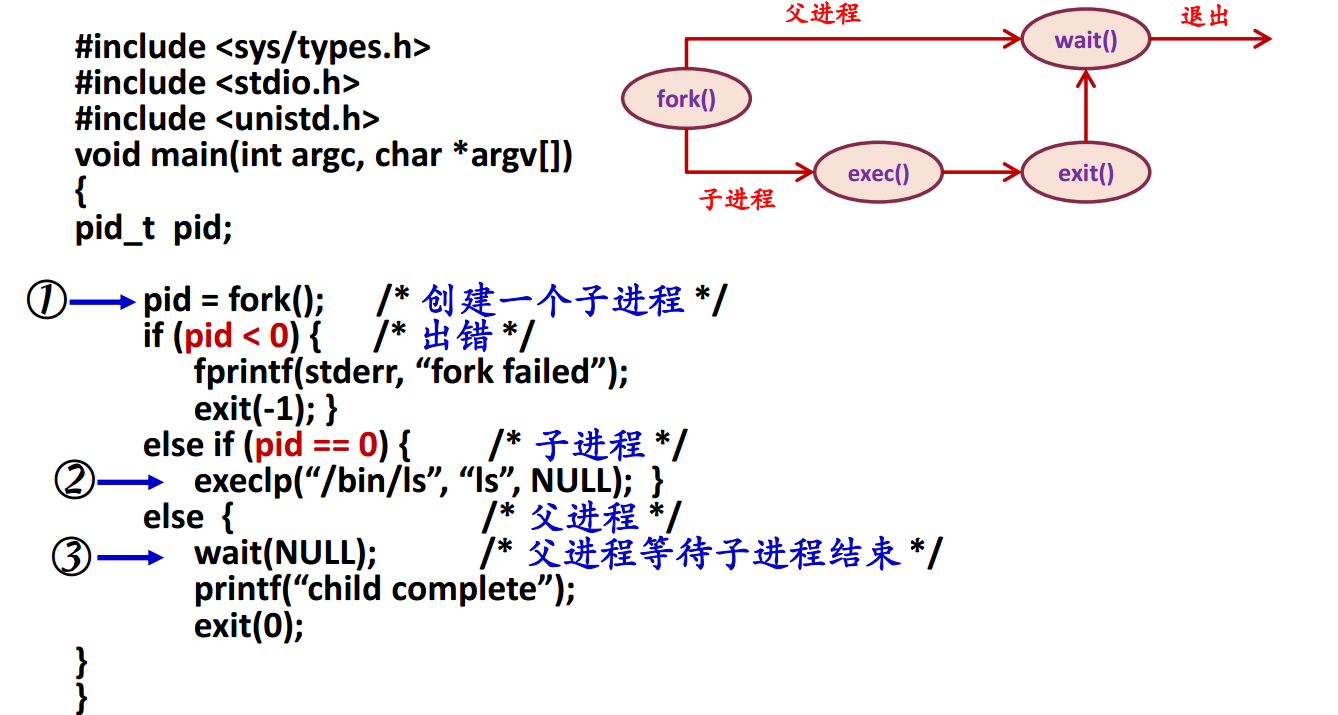 #include <sys/types.h>
#include <stdio.h>
#include <unistd.h>
void main(int argc, char *argv[])
{
pid_t pid;
父进程
退出
wait()
fork()
exec()
exit()
子进程
① pid = fork(); /* 创建一个子进程 */
if (pid < 0) { /* 出错 */
fprintf(stderr, “fork failed”);
exit(-1); }
else if (pid == 0) { /* 子进程 */
② execlp(“/bin/ls”, “ls”, NULL); }
else { /* 父进程 */
③ wait(NULL); /* 父进程等待子进程结束 */
printf(“child complete”);
exit(0);
}
}